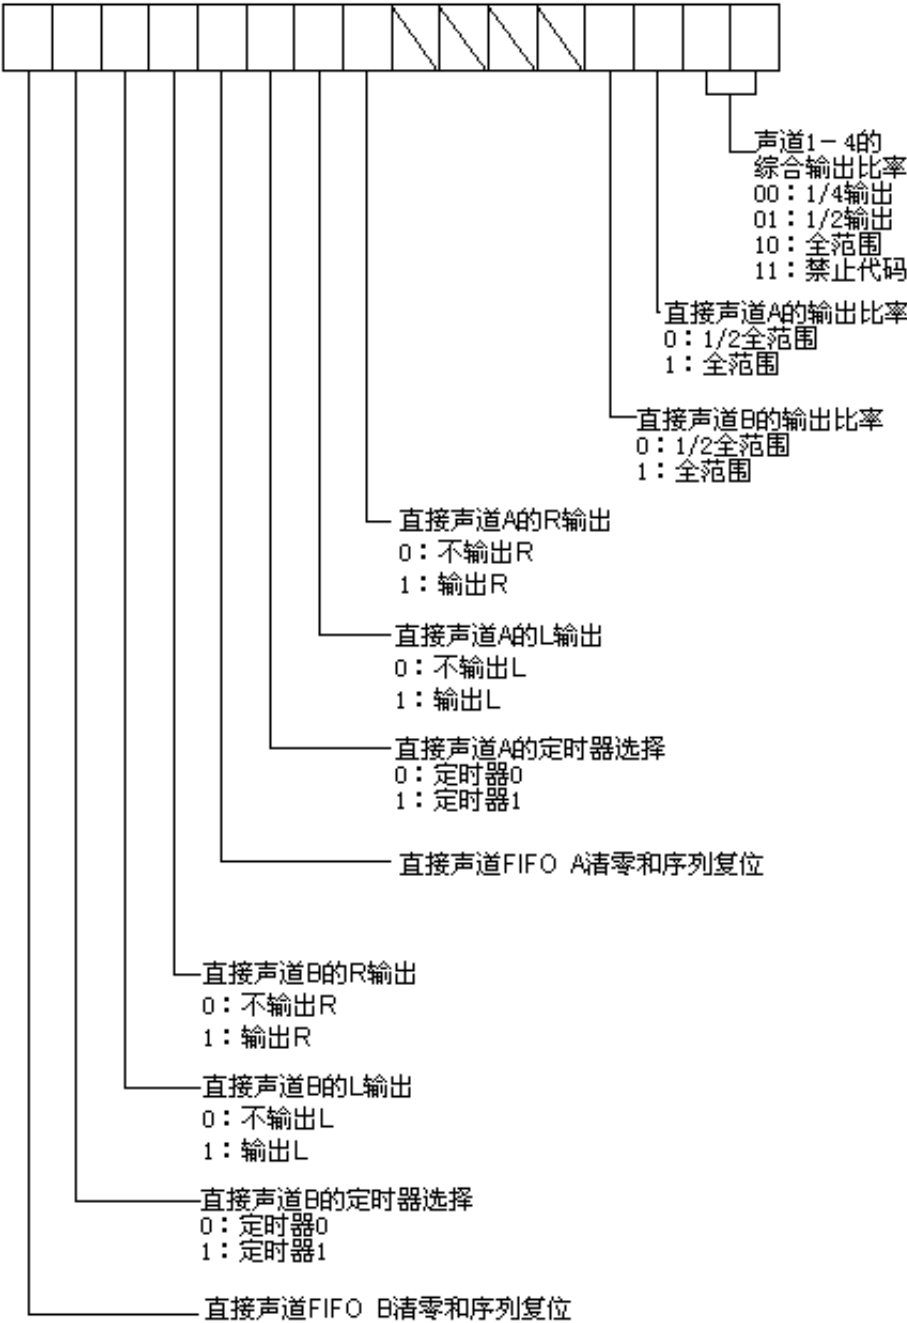 声道1-4的
综合输出比率
00：1/4输出
01：1/2输出
10：全范围
11：禁止代码
直接声道A的输出比率
0：1/2全范围
1：全范围
直接声道B的输出比率
0：1/2全范围
1：全范围
直接声道A的R输出
0：不输出R
1：输出R
直接声道A的L输出
0：不输出L
1：输出L
直接声道A的定时器选择
0：定时器0
1：定时器1
直接声道FIFO A清零和序列复位
直接声道B的R输出
0：不输出R
1：输出R
直接声道B的L输出
0：不输出L
1：输出L
直接声道B的定时器选择
0：定时器0
1：定时器1
直接声道FIFO B清零和序列复位